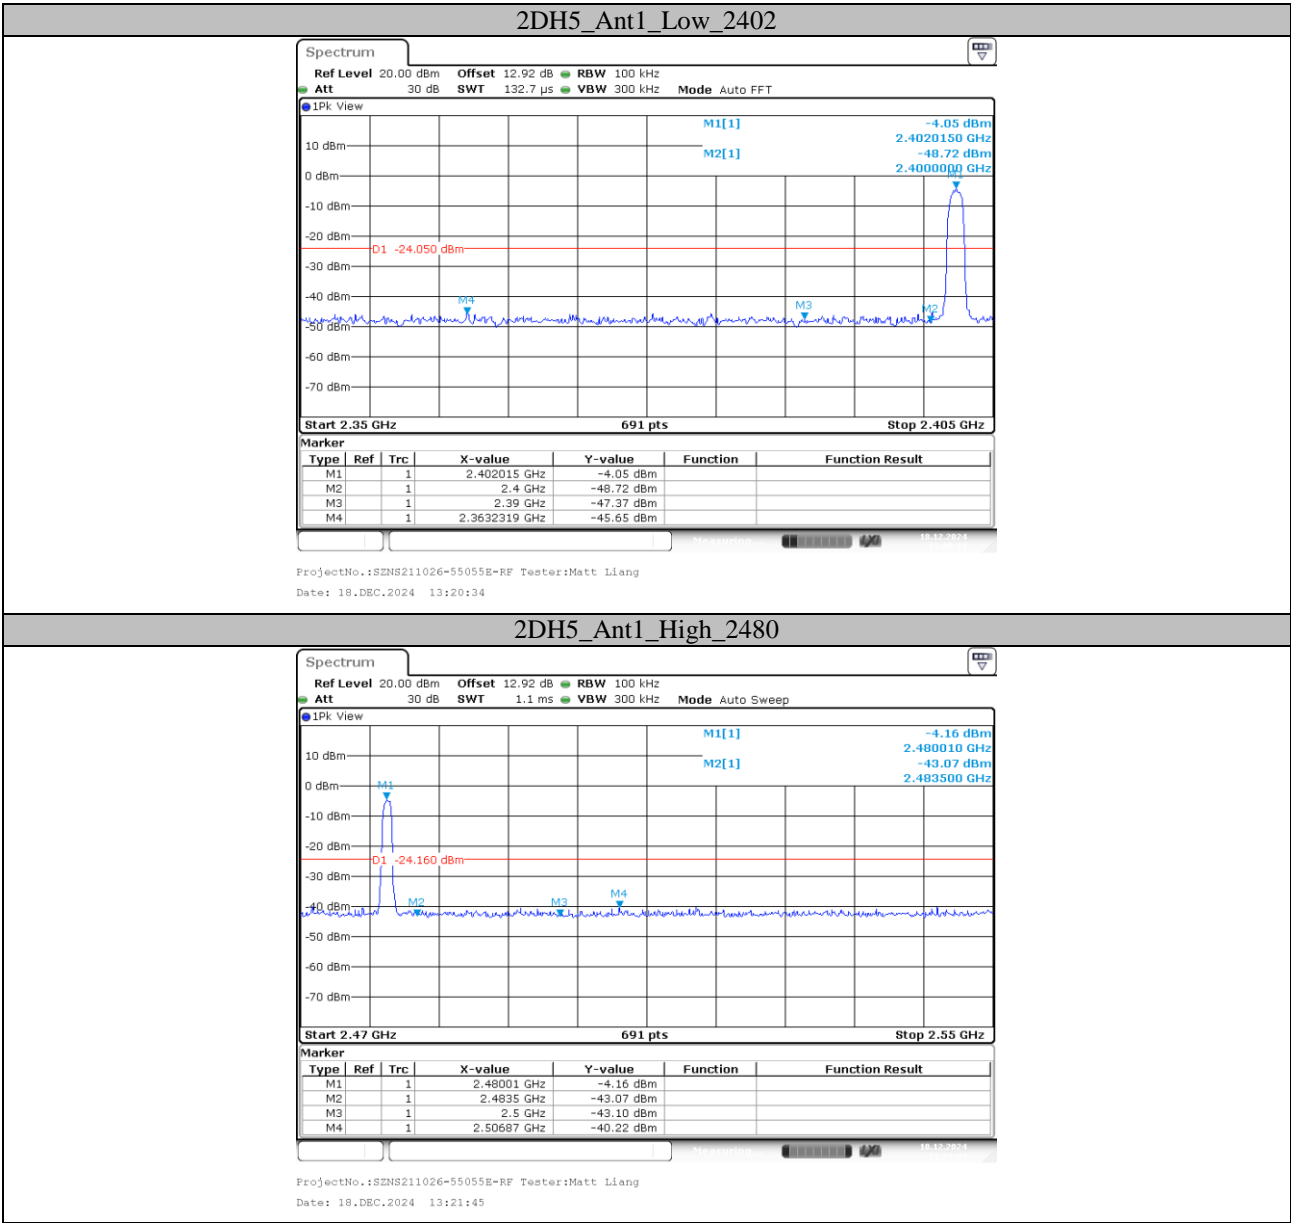 2DH5_Ant1_Low_2402
Spectrum
Ref Level 20.00 dBm Offset 12.92 dB RBW 100 kHz
Att 30 dB SWT 132.7 µs VBW 300 kHz Mode Auto FFT
1Pk View
M1[1] -4.05 dBm
2.4020150 GHz
M2[1] -48.72 dBm
2.4000000 GHz
10 dBm
0 dBm
M1
-10 dBm
-20 dBm
D1 -24.050 dBm
-30 dBm
-40 dBm
M4
M3
M2
-50 dBm
-60 dBm
-70 dBm
Start 2.35 GHz 691 pts Stop 2.405 GHz
Marker
Type Ref Trc X-value Y-value Function Function Result
M1 1 2.402015 GHz -4.05 dBm
M2 1 2.4 GHz -48.72 dBm
M3 1 2.39 GHz -47.37 dBm
M4 1 2.3632319 GHz -45.65 dBm
Measuring 18.12.2024
ProjectNo.:SZNS211026-55055E-RF Tester:Matt Liang
Date: 18.DEC.2024 13:20:34
2DH5_Ant1_High_2480
Spectrum
Ref Level 20.00 dBm Offset 12.92 dB RBW 100 kHz
Att 30 dB SWT 1.1 ms VBW 300 kHz Mode Auto Sweep
1Pk View
M1[1] -4.16 dBm
2.480010 GHz
M2[1] -43.07 dBm
2.483500 GHz
10 dBm
0 dBm
M1
-10 dBm
-20 dBm
D1 -24.160 dBm
-30 dBm
M4
M2
M3
-40 dBm
-50 dBm
-60 dBm
-70 dBm
Start 2.47 GHz 691 pts Stop 2.55 GHz
Marker
Type Ref Trc X-value Y-value Function Function Result
M1 1 2.48001 GHz -4.16 dBm
M2 1 2.4835 GHz -43.07 dBm
M3 1 2.5 GHz -43.10 dBm
M4 1 2.50687 GHz -40.22 dBm
Measuring 18.12.2024
ProjectNo.:SZNS211026-55055E-RF Tester:Matt Liang
Date: 18.DEC.2024 13:21:45